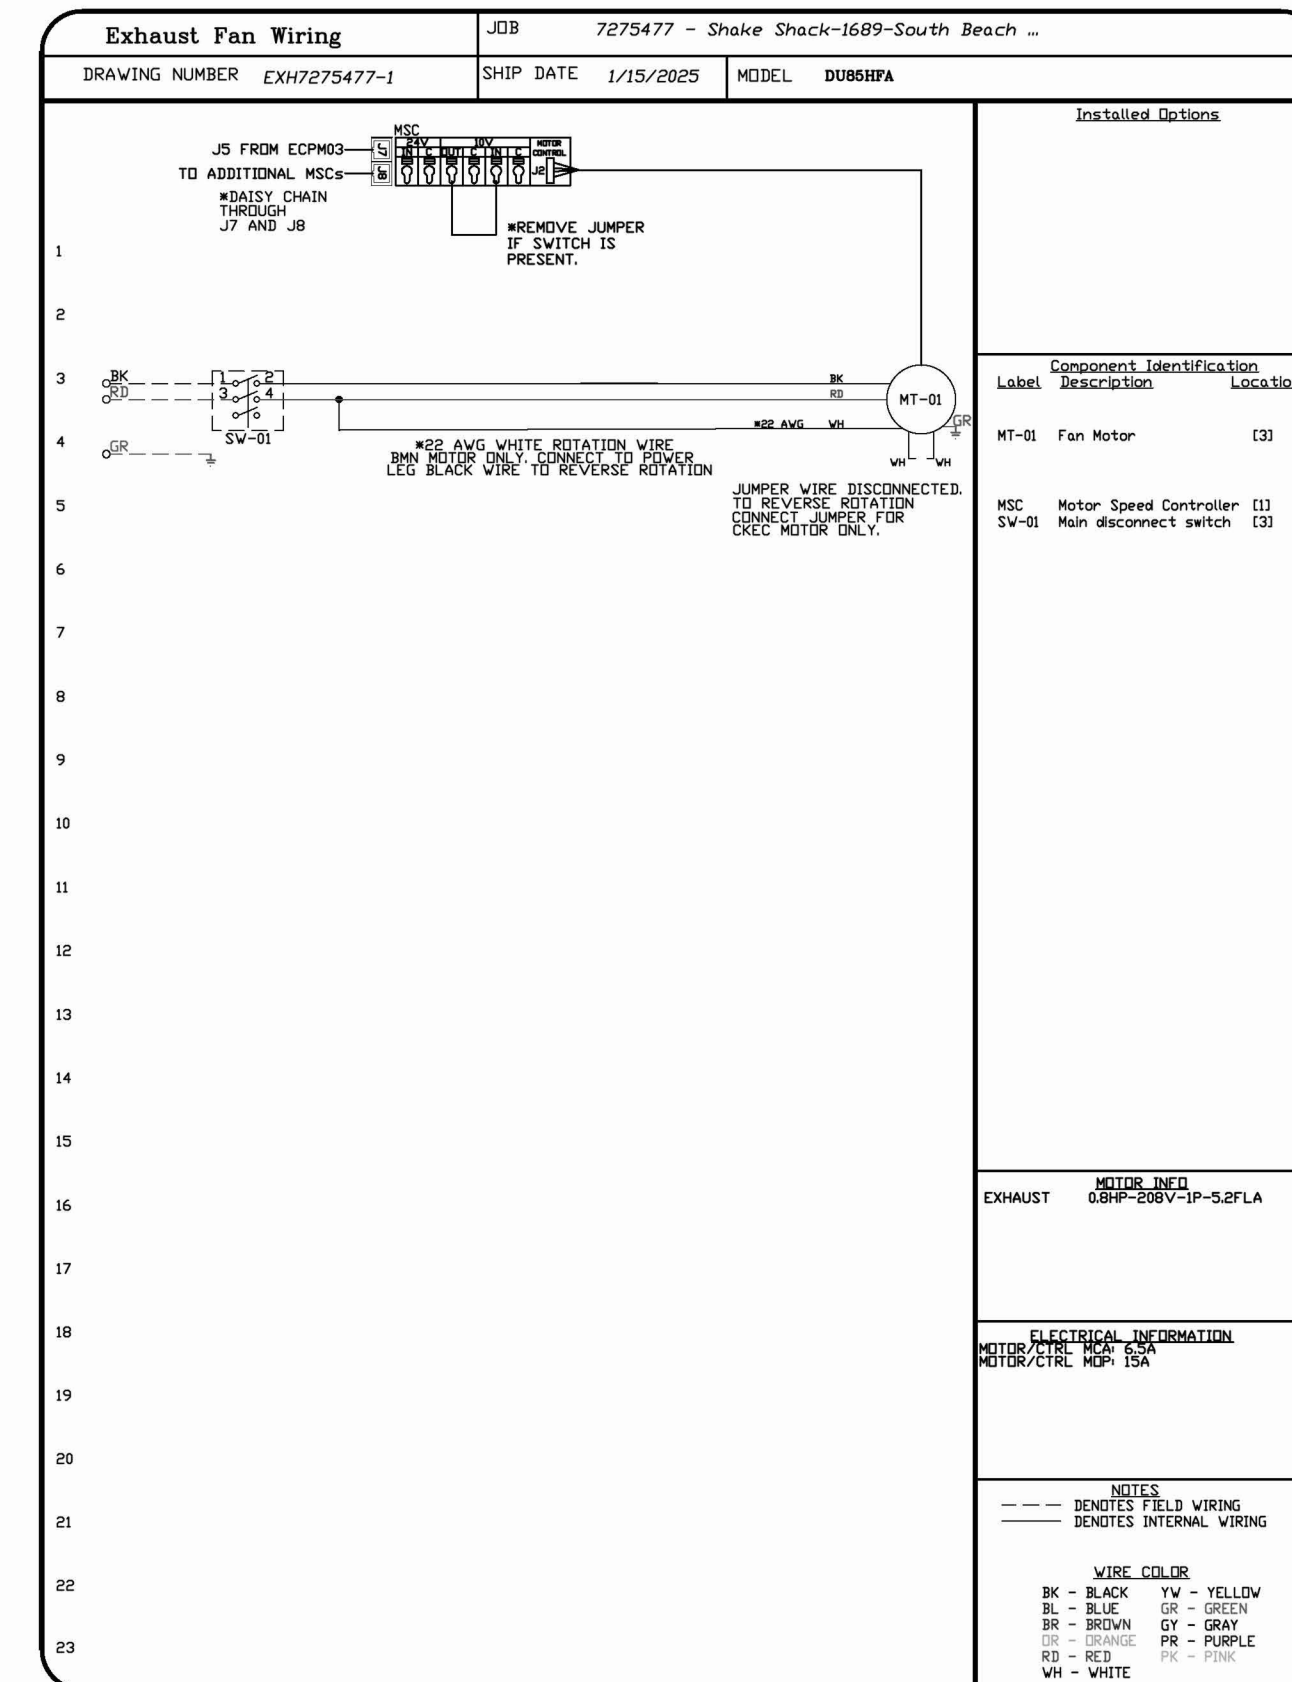 Exhaust Fan Wiring
JOB 7275477 - Shake Shack-1689-South Beach ...
DRAWING NUMBER EXH7275477-1
SHIP DATE 1/15/2025
MODEL DU85HFA
MSC
24V 10V
IN C OUT C IN C
MOTOR
CONTROL
J2
J7
J8
J5 FROM ECPM03
TO ADDITIONAL MSCs
*DAISY CHAIN
THROUGH
J7 AND J8
*REMOVE JUMPER
IF SWITCH IS
PRESENT.
BK
RD
1 2
3 4
SW-01
GR
BK
RD
*22 AWG WH
MT-01
GR
WH WH
*22 AWG WHITE ROTATION WIRE
BMN MOTOR ONLY. CONNECT TO POWER
LEG BLACK WIRE TO REVERSE ROTATION
JUMPER WIRE DISCONNECTED.
TO REVERSE ROTATION
CONNECT JUMPER FOR
CKEC MOTOR ONLY.
1
2
3
4
5
6
7
8
9
10
11
12
13
14
15
16
17
18
19
20
21
22
23
Installed Options
Component Identification
Label Description Locatio
MT-01 Fan Motor [3]
MSC Motor Speed Controller [1]
SW-01 Main disconnect switch [3]
MOTOR INFO
EXHAUST 0.8HP-208V-1P-5.2FLA
ELECTRICAL INFORMATION
MOTOR/CTRL MCA: 6.5A
MOTOR/CTRL MOP: 15A
NOTES
DENOTES FIELD WIRING
DENOTES INTERNAL WIRING
WIRE COLOR
BK - BLACK YW - YELLOW
BL - BLUE GR - GREEN
BR - BROWN GY - GRAY
OR - ORANGE PR - PURPLE
RD - RED PK - PINK
WH - WHITE